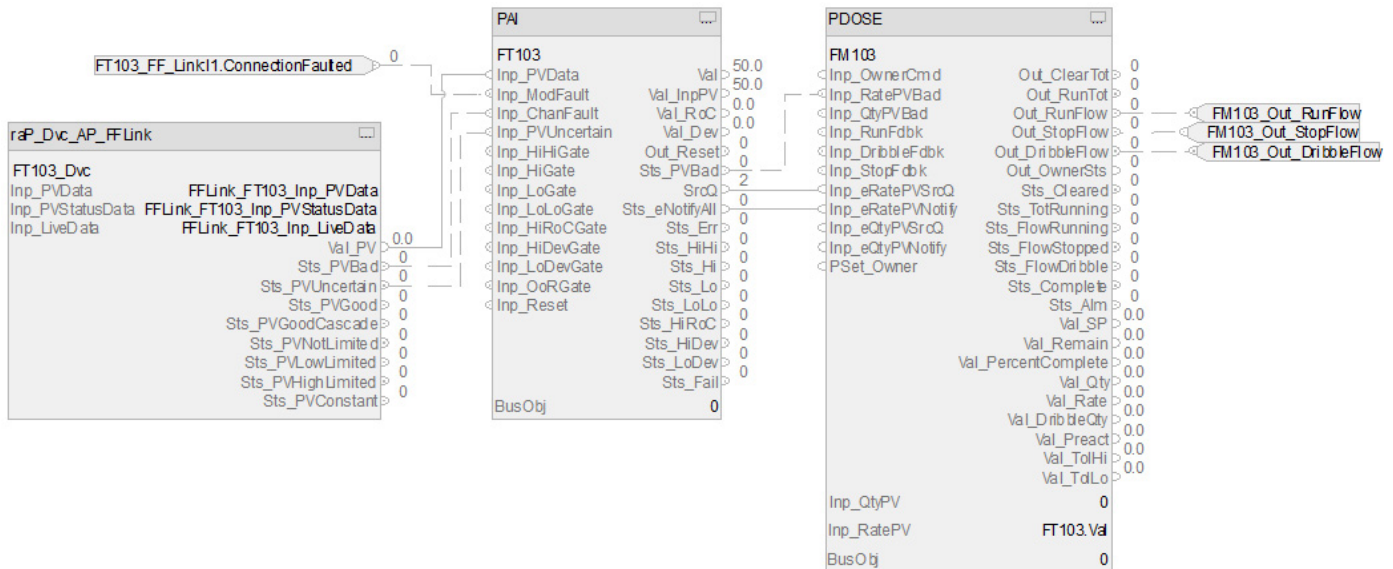 FT103_FF_Link:I1.ConnectionFaulted
0
raP_Dvc_AP_FFLink
FT103_Dvc
Inp_PVData FFLink_FT103_Inp_PVData
Inp_PVStatusData FFLink_FT103_Inp_PVStatusData
Inp_LiveData FFLink_FT103_Inp_LiveData
Val_PV 0.0
Sts_PVBad 0
Sts_PVUncertain 0
Sts_PVGood 0
Sts_PVGoodCascade 0
Sts_PVNotLimited 0
Sts_PVLowLimited 0
Sts_PVHighLimited 0
Sts_PVConstant 0
PAI
FT103
Inp_PVData Val 50.0
Inp_ModFault Val_InpPV 50.0
Inp_ChanFault Val_RoC 0.0
Inp_PVUncertain Val_Dev 0.0
Inp_HiHiGate Out_Reset 0
Inp_HiGate Sts_PVBad 0
Inp_LoGate SrcQ 2
Inp_LoLoGate Sts_eNotifyAll 0
Inp_HiRoCGate Sts_Err 0
Inp_HiDevGate Sts_HiHi 0
Inp_LoDevGate Sts_Hi 0
Inp_OoRGate Sts_Lo 0
Inp_Reset Sts_LoLo 0
Sts_HiRoC 0
Sts_HiDev 0
Sts_LoDev 0
Sts_Fail 0
BusObj 0
PDOSE
FM103
Inp_OwnerCmd Out_ClearTot 0
Inp_RatePVBad Out_RunTot 0
Inp_QtyPVBad Out_RunFlow 0
Inp_RunFdbk Out_StopFlow 0
Inp_DribbleFdbk Out_DribbleFlow 0
Inp_StopFdbk Out_OwnerSts 0
Inp_eRatePVSrcQ Sts_Cleared 0
Inp_eRatePVNotify Sts_TotRunning 0
Inp_eQtyPVSrcQ Sts_FlowRunning 0
Inp_eQtyPVNotify Sts_FlowStopped 0
PSet_Owner Sts_FlowDribble 0
Sts_Complete 0
Sts_Alm 0
Val_SP 0.0
Val_Remain 0.0
Val_PercentComplete 0.0
Val_Qty 0.0
Val_Rate 0.0
Val_DribbleQty 0.0
Val_Preact 0.0
Val_TolHi 0.0
Val_TolLo 0.0
Inp_QtyPV 0
Inp_RatePV FT103.Val
BusObj 0
FM103_Out_RunFlow
FM103_Out_StopFlow
FM103_Out_DribbleFlow